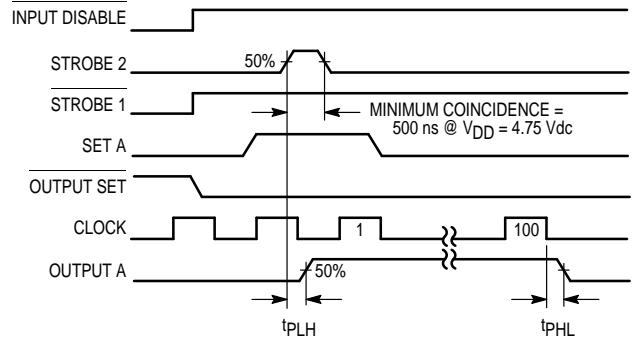 INPUT DISABLE
STROBE 2
50%
STROBE 1
MINIMUM COINCIDENCE =
500 ns @ VDD = 4.75 Vdc
SET A
OUTPUT SET
CLOCK
1
100
OUTPUT A
50%
tPLH
tPHL